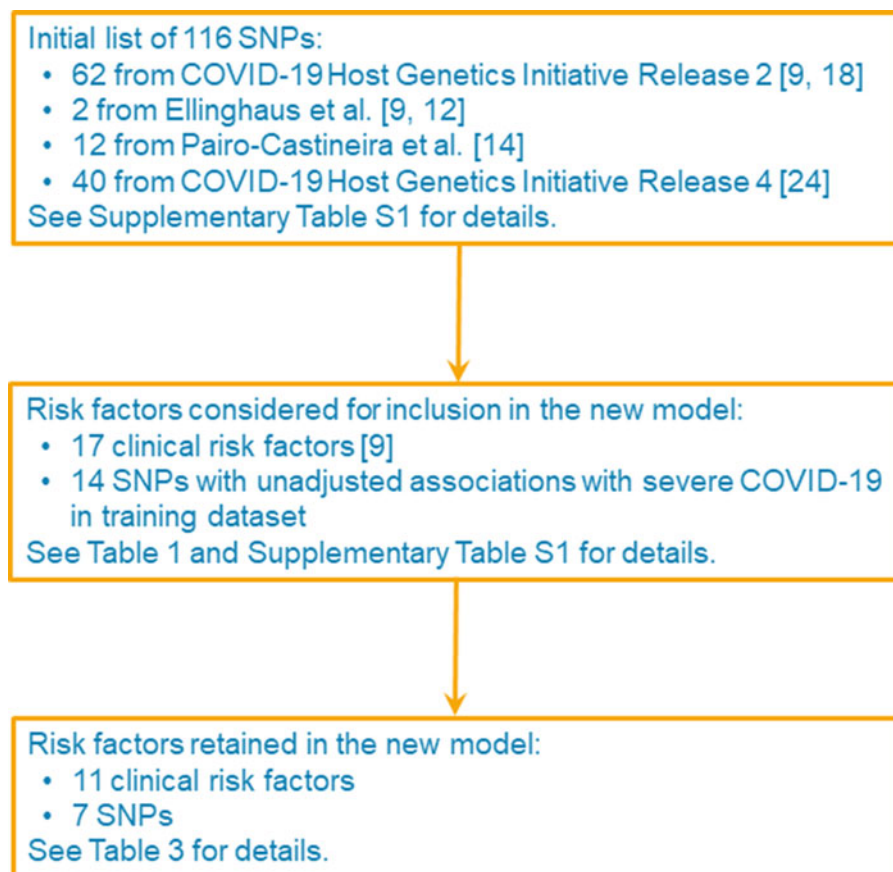 Initial list of 116 SNPs:
• 62 from COVID-19 Host Genetics Initiative Release 2 [9, 18]
• 2 from Ellinghaus et al. [9, 12]
• 12 from Pairo-Castineira et al. [14]
• 40 from COVID-19 Host Genetics Initiative Release 4 [24]
See Supplementary Table S1 for details.
Risk factors considered for inclusion in the new model:
• 17 clinical risk factors [9]
• 14 SNPs with unadjusted associations with severe COVID-19
in training dataset
See Table 1 and Supplementary Table S1 for details.
Risk factors retained in the new model:
• 11 clinical risk factors
• 7 SNPs
See Table 3 for details.